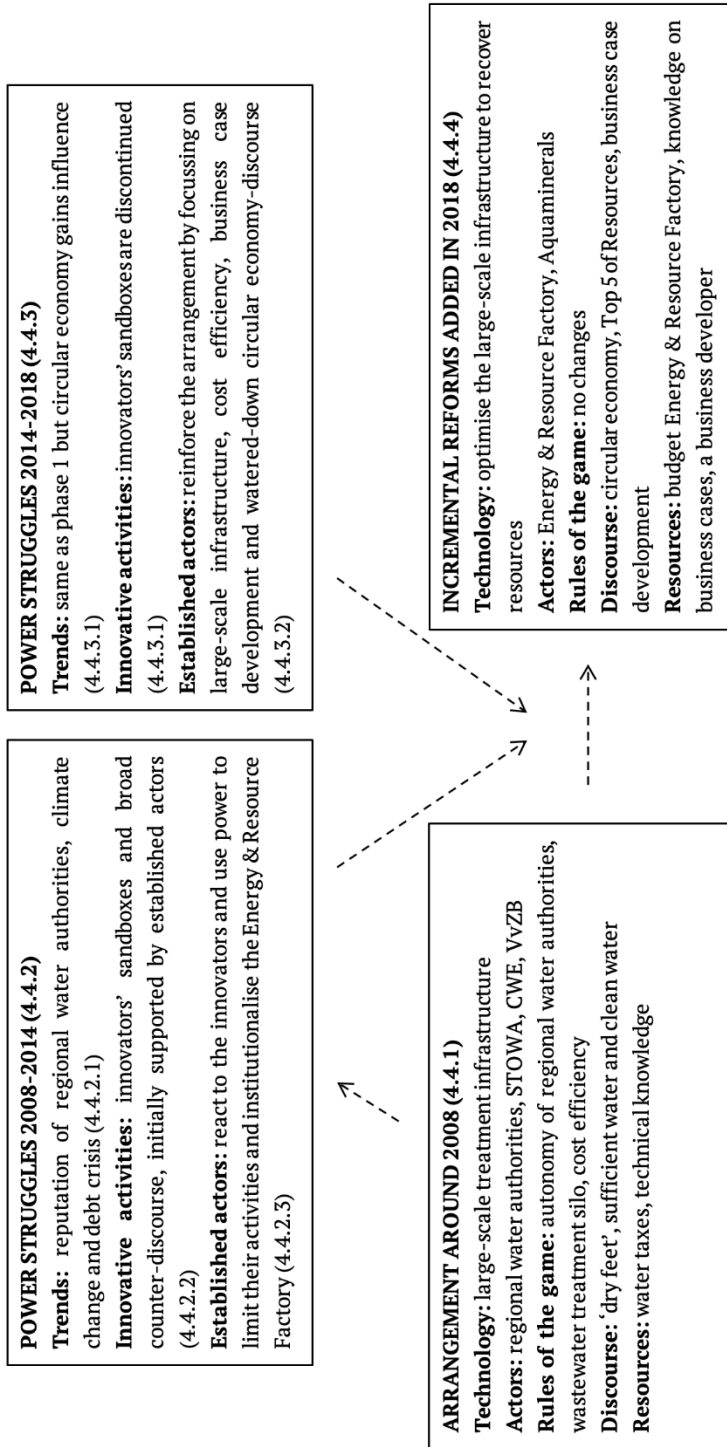 POWER STRUGGLES 2008-2014 (4.4.2)
Trends: reputation of regional water authorities, climate
change and debt crisis (4.4.2.1)
Innovative activities: innovators' sandboxes and broad
counter-discourse, initially supported by established actors
(4.4.2.2)
Established actors: react to the innovators and use power to
limit their activities and institutionalise the Energy & Resource
Factory (4.4.2.3)
POWER STRUGGLES 2014-2018 (4.4.3)
Trends: same as phase 1 but circular economy gains influence
(4.4.3.1)
Innovative activities: innovators' sandboxes are discontinued
(4.4.3.1)
Established actors: reinforce the arrangement by focussing on
large-scale infrastructure, cost efficiency, business case
development and watered-down circular economy-discourse
(4.4.3.2)
ARRANGEMENT AROUND 2008 (4.4.1)
Technology: large-scale treatment infrastructure
Actors: regional water authorities, STOWA, CWE, VvZB
Rules of the game: autonomy of regional water authorities,
wastewater treatment silo, cost efficiency
Discourse: 'dry feet', sufficient water and clean water
Resources: water taxes, technical knowledge
INCREMENTAL REFORMS ADDED IN 2018 (4.4.4)
Technology: optimise the large-scale infrastructure to recover
resources
Actors: Energy & Resource Factory, Aquaminerals
Rules of the game: no changes
Discourse: circular economy, Top 5 of Resources, business case
development
Resources: budget Energy & Resource Factory, knowledge on
business cases, a business developer